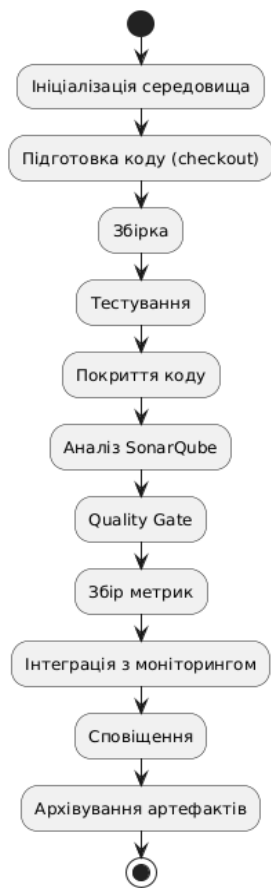 Ініціалізація середовища
Підготовка коду (checkout)
Збірка
Тестування
Покриття коду
Аналіз SonarQube
Quality Gate
Збір метрик
Інтеграція з моніторингом
Сповіщення
Архівування артефактів